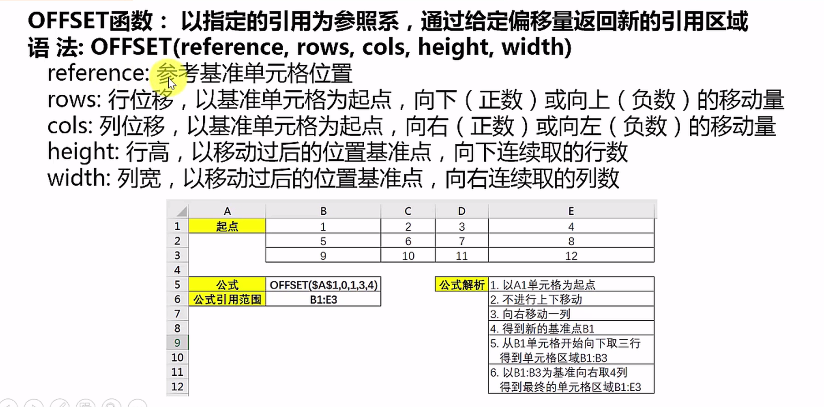 OFFSET函数： 以指定的引用为参照系，通过给定偏移量返回新的引用区域
语 法: OFFSET(reference, rows, cols, height, width)
reference: 参考基准单元格位置
rows: 行位移，以基准单元格为起点，向下（正数）或向上（负数）的移动量
cols: 列位移，以基准单元格为起点，向右（正数）或向左（负数）的移动量
height: 行高，以移动过后的位置基准点，向下连续取的行数
width: 列宽，以移动过后的位置基准点，向右连续取的列数
A B C D E
1 起点 1 2 3 4
2 5 6 7 8
3 9 10 11 12
4
5 公式 OFFSET($A$1,0,1,3,4) 公式解析 1. 以A1单元格为起点
6 公式引用范围 B1:E3 2. 不进行上下移动
7 3. 向右移动一列
8 4. 得到新的基准点B1
9 5. 从B1单元格开始向下取三行
10 得到单元格区域B1:B3
11 6. 以B1:B3为基准向右取4列
12 得到最终的单元格区域B1:E3